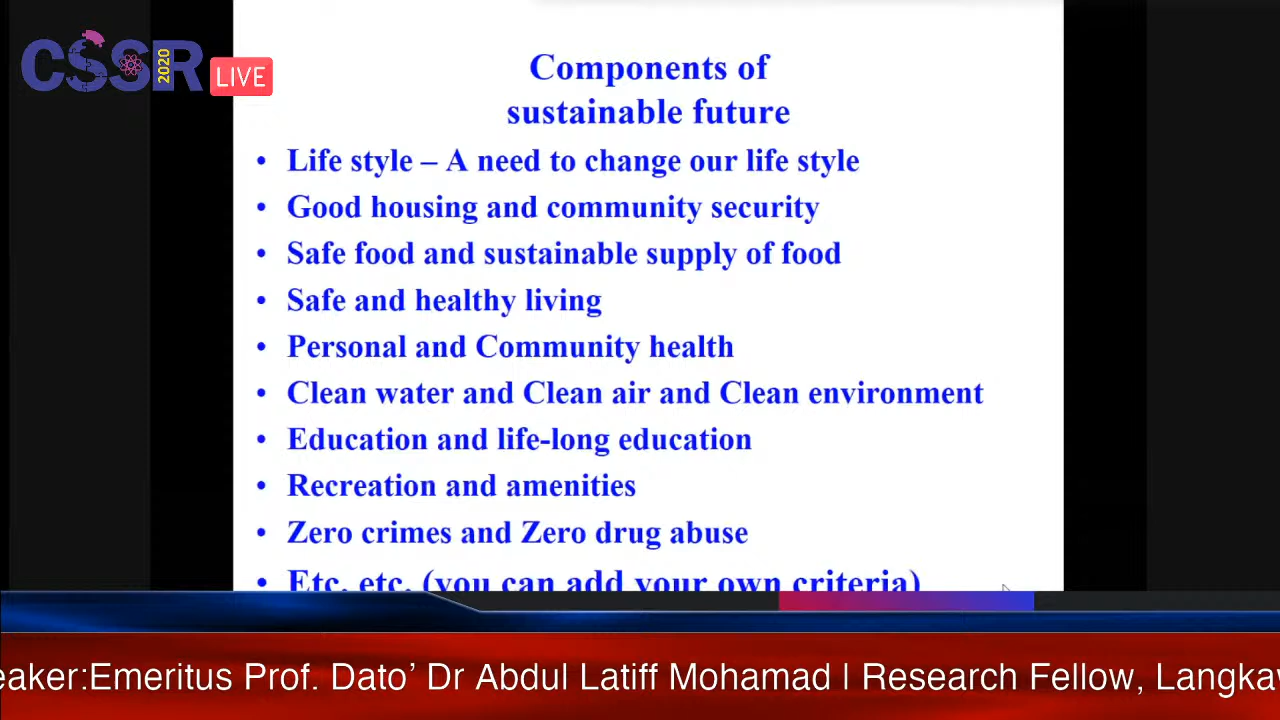 CSSR 2020
LIVE
Components of
sustainable future
• Life style – A need to change our life style
• Good housing and community security
• Safe food and sustainable supply of food
• Safe and healthy living
• Personal and Community health
• Clean water and Clean air and Clean environment
• Education and life-long education
• Recreation and amenities
• Zero crimes and Zero drug abuse
• Etc. etc. (you can add your own criteria)
eaker:Emeritus Prof. Dato’ Dr Abdul Latiff Mohamad | Research Fellow, Langkaw